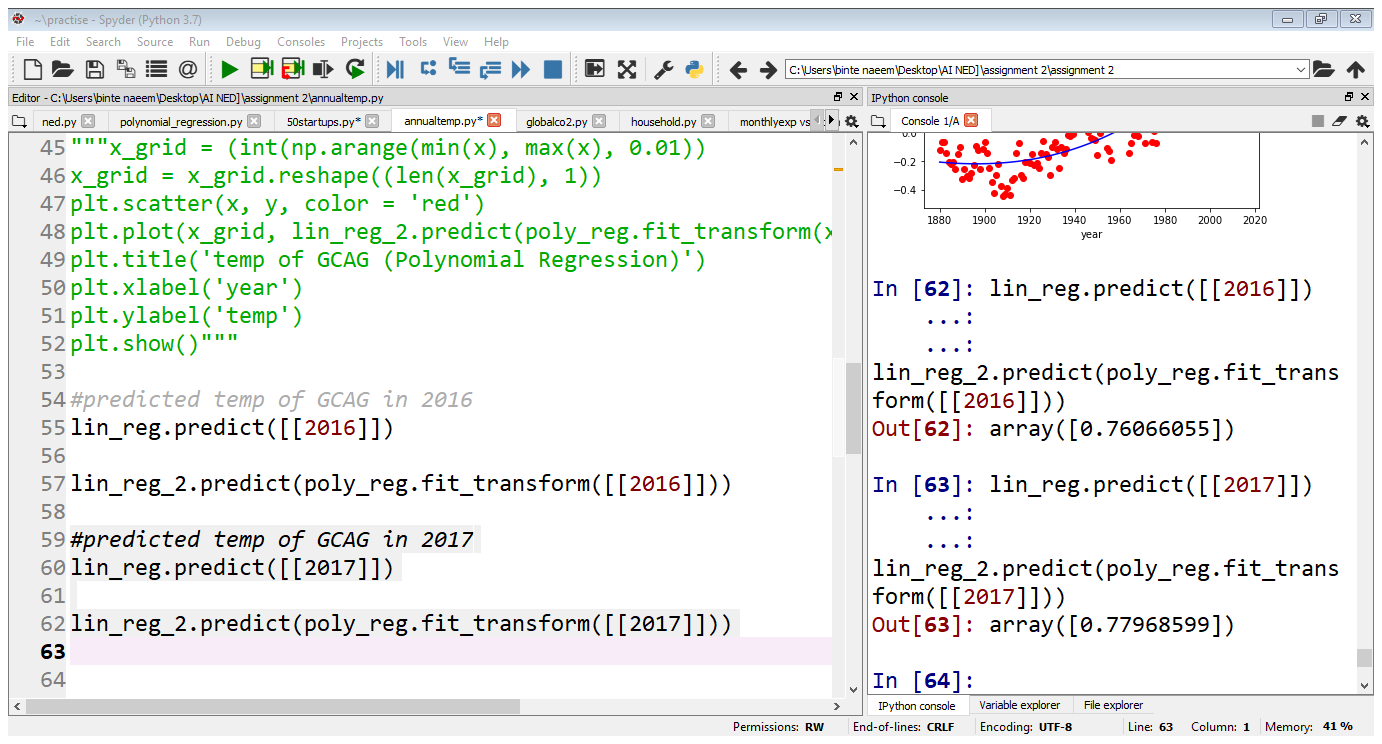 ~\practise - Spyder (Python 3.7)
File Edit Search Source Run Debug Consoles Projects Tools View Help
C:\Users\binte naeem\Desktop\AI NED]\assignment 2\assignment 2
Editor - C:\Users\binte naeem\Desktop\AI NED]\assignment 2\annualtemp.py
ned.py polynomial_regression.py 50startups.py* annualtemp.py* globalco2.py household.py monthlyexp vs
45 """x_grid = (int(np.arange(min(x), max(x), 0.01))
46 x_grid = x_grid.reshape((len(x_grid), 1))
47 plt.scatter(x, y, color = 'red')
48 plt.plot(x_grid, lin_reg_2.predict(poly_reg.fit_transform(x
49 plt.title('temp of GCAG (Polynomial Regression)')
50 plt.xlabel('year')
51 plt.ylabel('temp')
52 plt.show()"""
53
54 #predicted temp of GCAG in 2016
55 lin_reg.predict([[2016]])
56
57 lin_reg_2.predict(poly_reg.fit_transform([[2016]]))
58
59 #predicted temp of GCAG in 2017
60 lin_reg.predict([[2017]])
61
62 lin_reg_2.predict(poly_reg.fit_transform([[2017]]))
63
64
IPython console
Console 1/A
0.0
−0.2
−0.4
1880 1900 1920 1940 1960 1980 2000 2020
year
In [62]: lin_reg.predict([[2016]])
...:
...:
lin_reg_2.predict(poly_reg.fit_trans
form([[2016]]))
Out[62]: array([0.76066055])
In [63]: lin_reg.predict([[2017]])
...:
...:
lin_reg_2.predict(poly_reg.fit_trans
form([[2017]]))
Out[63]: array([0.77968599])
In [64]:
IPython console Variable explorer File explorer
Permissions: RW End-of-lines: CRLF Encoding: UTF-8 Line: 63 Column: 1 Memory: 41 %